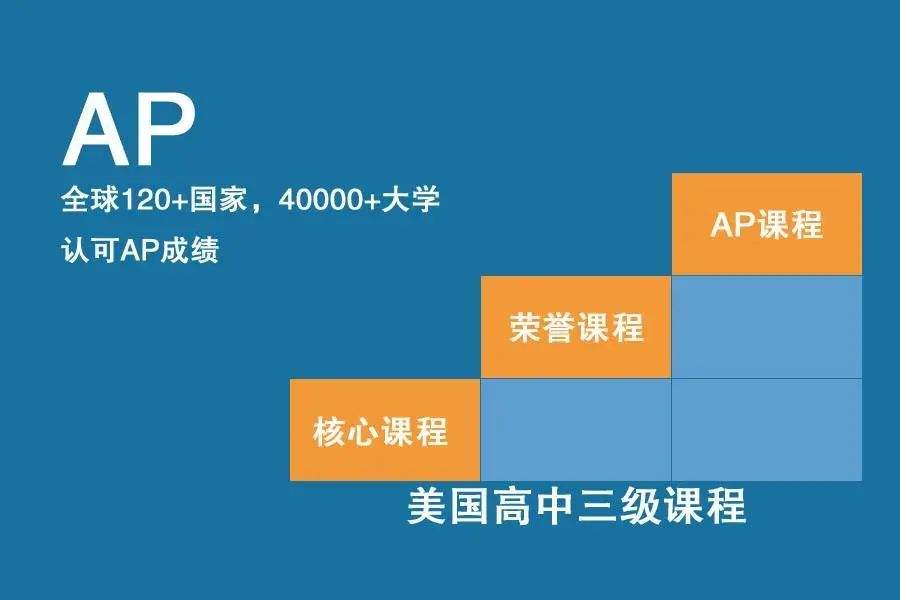 AP
全球120+国家，40000+大学
认可AP成绩
AP课程
荣誉课程
核心课程
美国高中三级课程